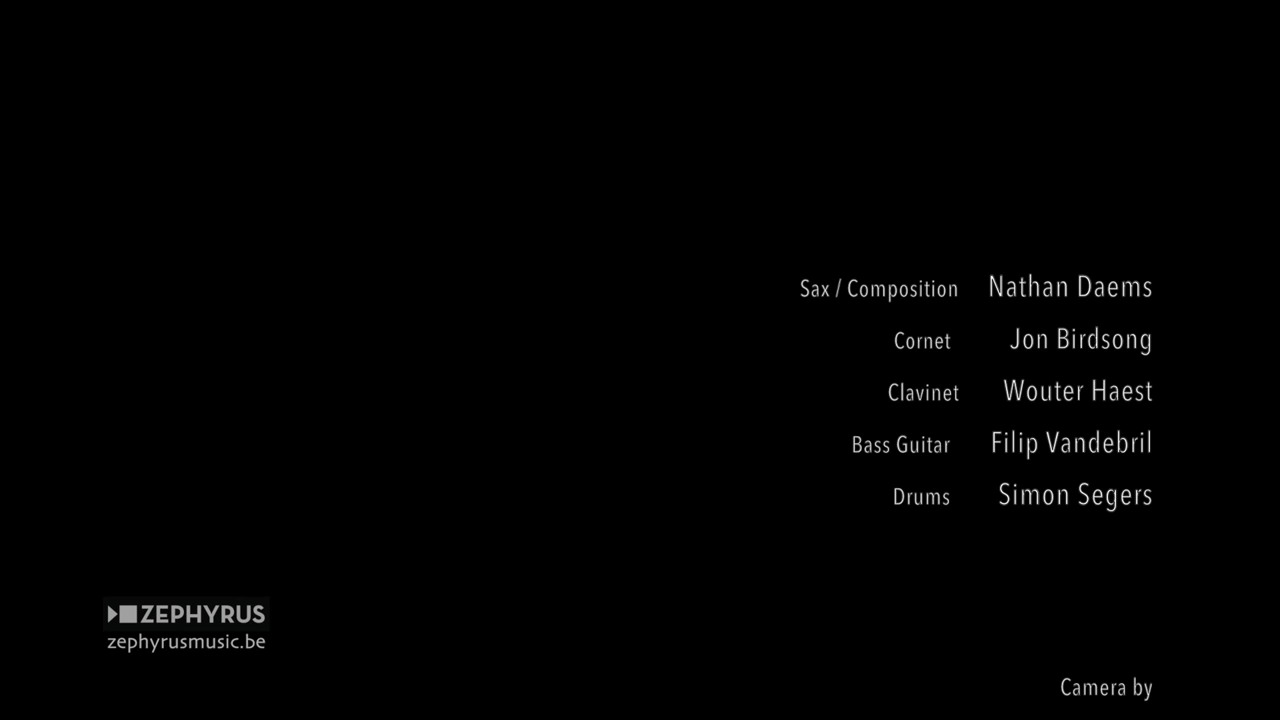 Sax / Composition Nathan Daems
Cornet Jon Birdsong
Clavinet Wouter Haest
Bass Guitar Filip Vandebril
Drums Simon Segers
ZEPHYRUS
zephyrusmusic.be
Camera by